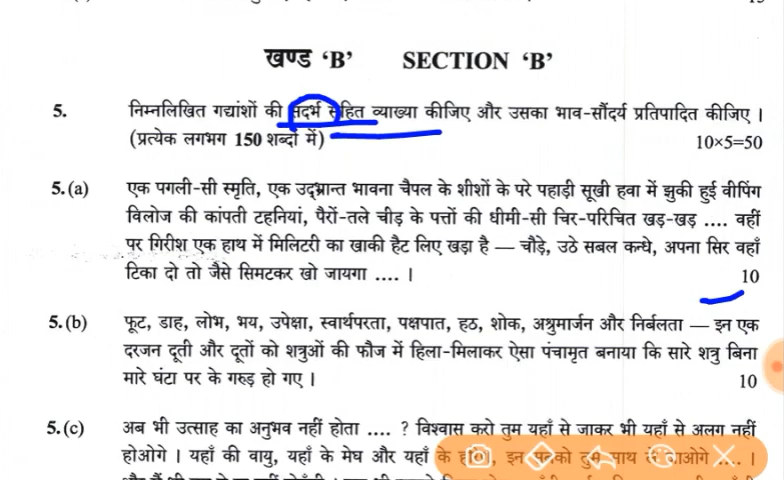 खण्ड ‘B’ SECTION ‘B’
5. निम्नलिखित गद्यांशों की संदर्भ सहित व्याख्या कीजिए और उसका भाव-सौंदर्य प्रतिपादित कीजिए ।
(प्रत्येक लगभग 150 शब्दों में) 10×5=50
5. (a) एक पगली-सी स्मृति, एक उद्भ्रान्त भावना चैपल के शीशों के परे पहाड़ी सूखी हवा में झुकी हुई वीपिंग
विलोज की कांपती टहनियां, पैरों-तले चीड़ के पत्तों की धीमी-सी चिर-परिचित खड़-खड़ .... वहीं
पर गिरीश एक हाथ में मिलिटरी का खाकी हैट लिए खड़ा है — चौड़े, उठे सबल कन्धे, अपना सिर वहाँ
टिका दो तो जैसे सिमटकर खो जायगा .... । 10
5. (b) फूट, डाह, लोभ, भय, उपेक्षा, स्वार्थपरता, पक्षपात, हठ, शोक, अश्रुमार्जन और निर्बलता — इन एक
दरजन दूती और दूतों को शत्रुओं की फौज में हिला-मिलाकर ऐसा पंचामृत बनाया कि सारे शत्रु बिना
मारे घंटा पर के गरुड़ हो गए । 10
5. (c) अब भी उत्साह का अनुभव नहीं होता .... ? विश्वास करो तुम यहाँ से जाकर भी यहाँ से अलग नहीं
होओगे । यहाँ की वायु, यहाँ के मेघ और यहाँ के